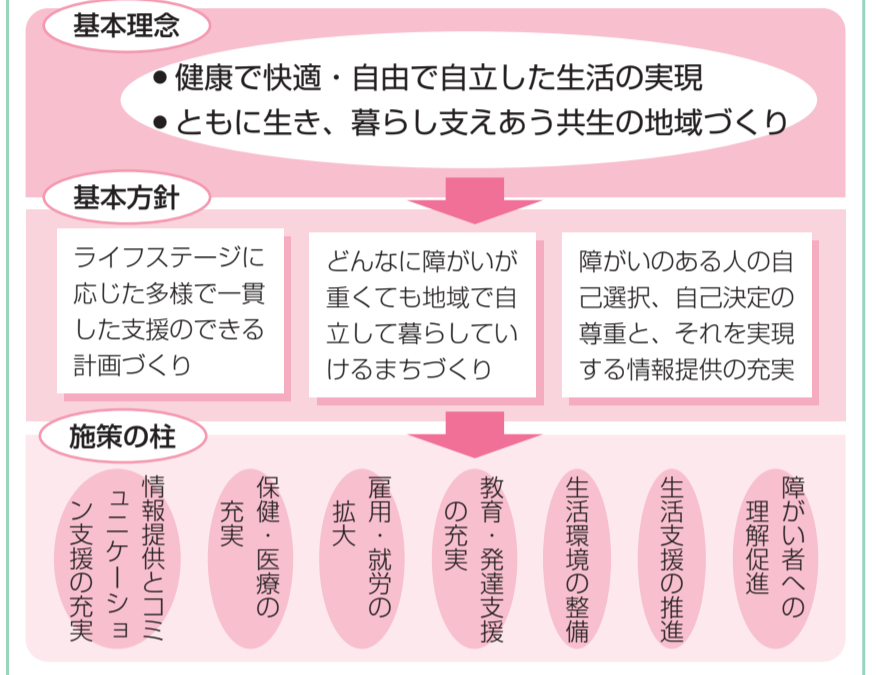 基本理念
●健康で快適・自由で自立した生活の実現
●ともに生き、暮らし支えあう共生の地域づくり
基本方針
ライフステージに
応じた多様で一貫
した支援のできる
計画づくり
どんなに障がいが
重くても地域で自
立して暮らしてい
けるまちづくり
障がいのある人の自
己選択、自己決定の
尊重と、それを実現
する情報提供の充実
施策の柱
障がい者への
理解促進
生活支援の推進
生活環境の整備
教育・発達支援
の充実
雇用・就労の
拡大
保健・医療の
充実
情報提供とコミ
ュニケーショ
ン支援の充実